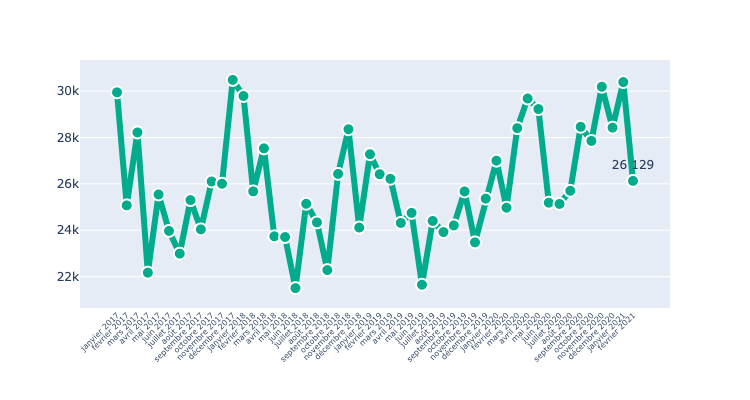 30k
28k
26k
24k
22k
26 129
janvier 2017
février 2017
mars 2017
avril 2017
mai 2017
juin 2017
juillet 2017
août 2017
septembre 2017
octobre 2017
novembre 2017
décembre 2017
janvier 2018
février 2018
mars 2018
avril 2018
mai 2018
juin 2018
juillet 2018
août 2018
septembre 2018
octobre 2018
novembre 2018
décembre 2018
janvier 2019
février 2019
mars 2019
avril 2019
mai 2019
juin 2019
juillet 2019
août 2019
septembre 2019
octobre 2019
novembre 2019
décembre 2019
janvier 2020
février 2020
mars 2020
avril 2020
mai 2020
juin 2020
juillet 2020
août 2020
septembre 2020
octobre 2020
novembre 2020
décembre 2020
janvier 2021
février 2021